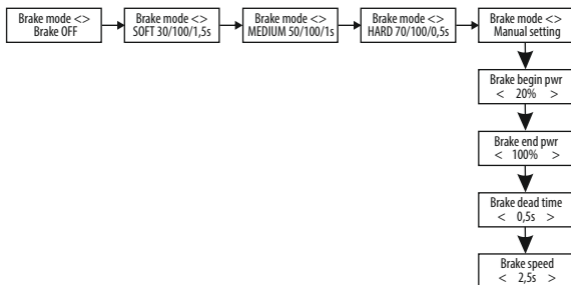 Brake mode <>
Brake OFF
Brake mode <>
SOFT 30/100/1,5s
Brake mode <>
MEDIUM 50/100/1s
Brake mode <>
HARD 70/100/0,5s
Brake mode <>
Manual setting
Brake begin pwr
< 20% >
Brake end pwr
< 100% >
Brake dead time
< 0,5s >
Brake speed
< 2,5s >